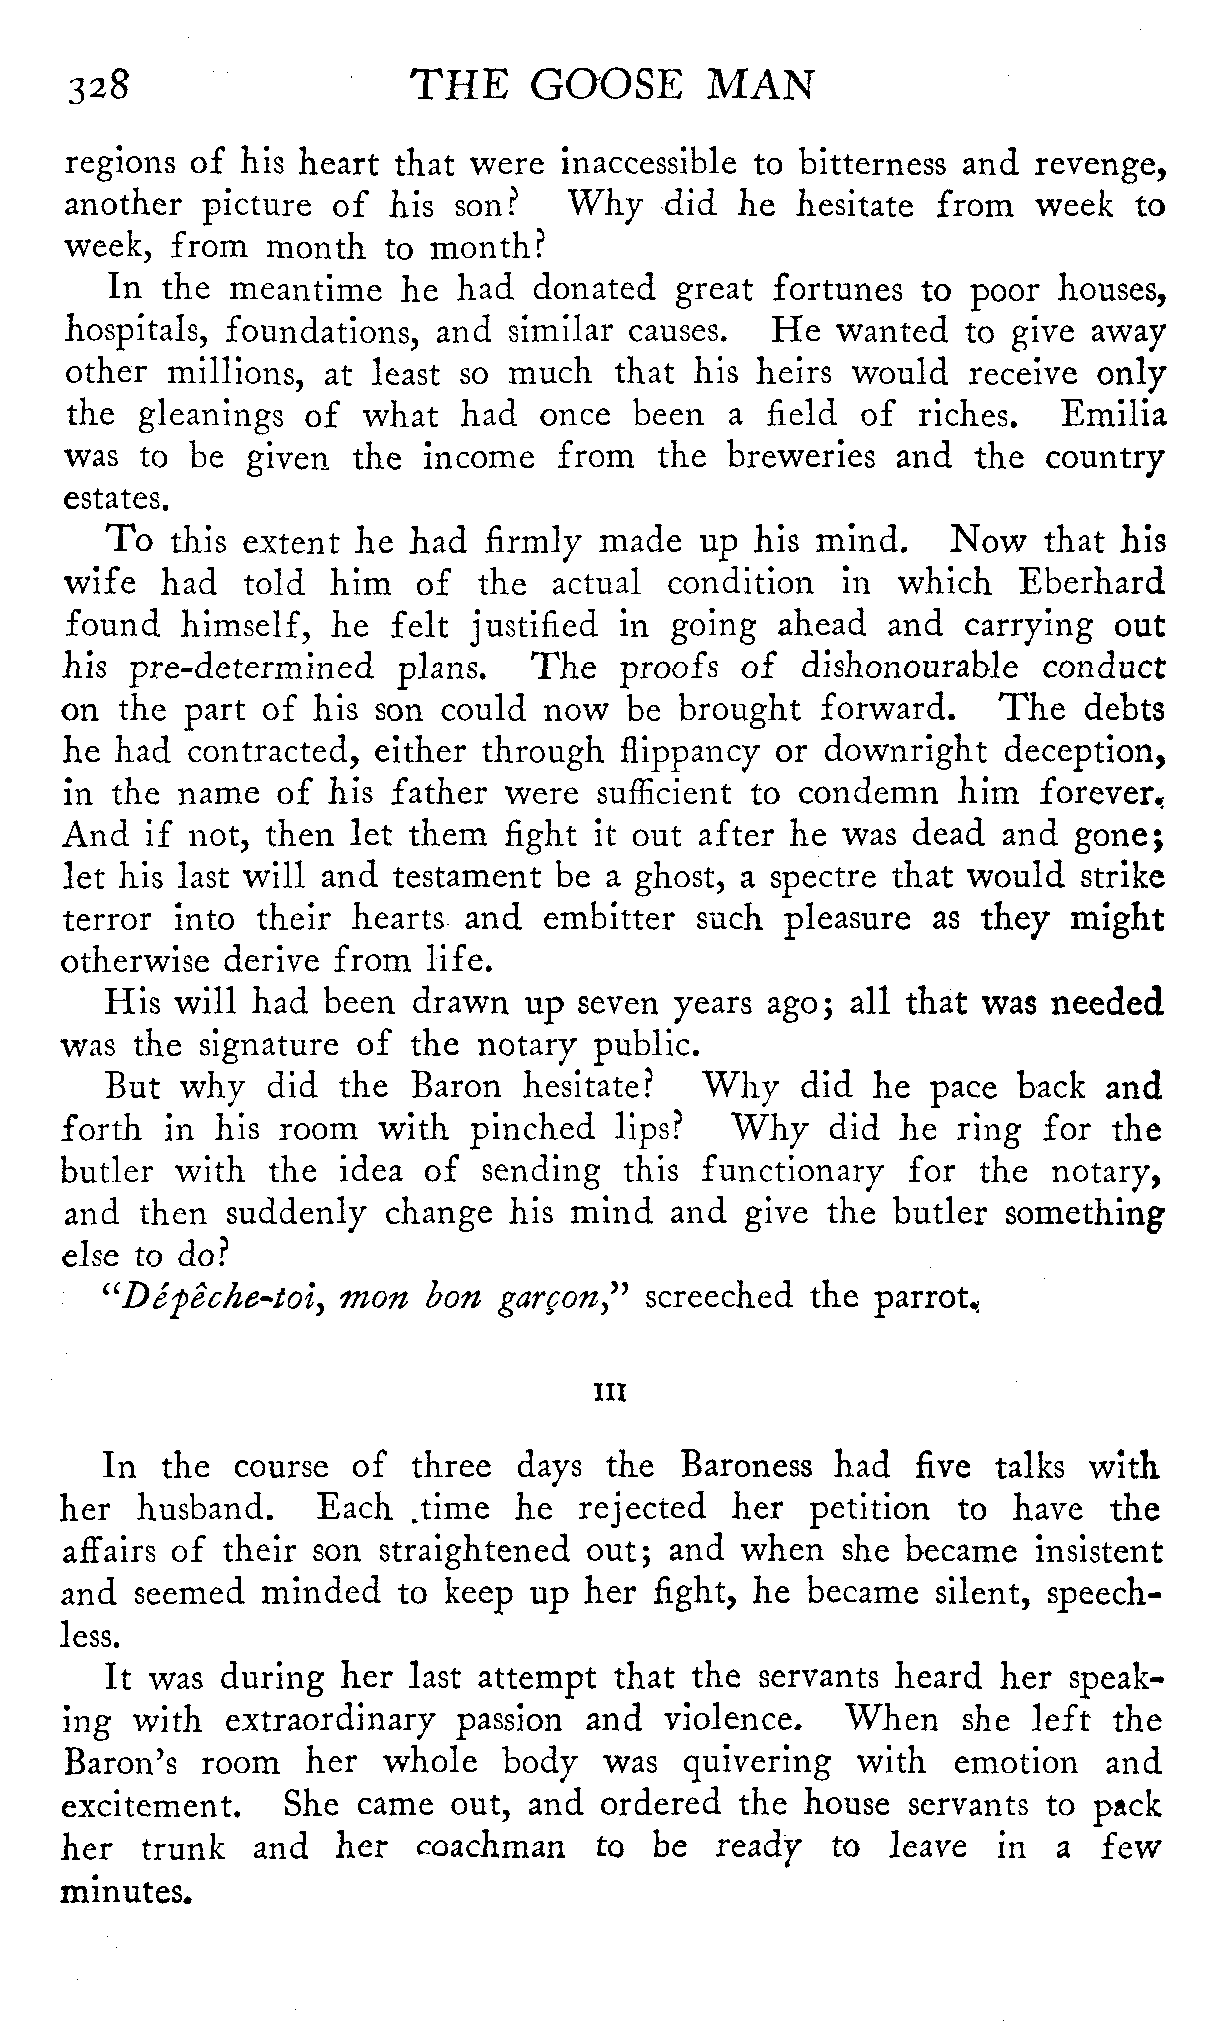 328 THE GOOSE MAN
regions of his heart that were inaccessible to bitterness and revenge,
another picture of his son? Why did he hesitate from week to
week, from month to month?
In the meantime he had donated great fortunes to poor houses,
hospitals, foundations, and similar causes. He wanted to give away
other millions, at least so much that his heirs would receive only
the gleanings of what had once been a field of riches. Emilia
was to be given the income from the breweries and the country
estates.
To this extent he had firmly made up his mind. Now that his
wife had told him of the actual condition in which Eberhard
found himself, he felt justified in going ahead and carrying out
his pre-determined plans. The proofs of dishonourable conduct
on the part of his son could now be brought forward. The debts
he had contracted, either through flippancy or downright deception,
in the name of his father were sufficient to condemn him forever.
And if not, then let them fight it out after he was dead and gone;
let his last will and testament be a ghost, a spectre that would strike
terror into their hearts and embitter such pleasure as they might
otherwise derive from life.
His will had been drawn up seven years ago; all that was needed
was the signature of the notary public.
But why did the Baron hesitate? Why did he pace back and
forth in his room with pinched lips? Why did he ring for the
butler with the idea of sending this functionary for the notary,
and then suddenly change his mind and give the butler something
else to do?
"Dépêche-toi, mon bon garçon," screeched the parrot.
III
In the course of three days the Baroness had five talks with
her husband. Each time he rejected her petition to have the
affairs of their son straightened out; and when she became insistent
and seemed minded to keep up her fight, he became silent, speech-
less.
It was during her last attempt that the servants heard her speak-
ing with extraordinary passion and violence. When she left the
Baron's room her whole body was quivering with emotion and
excitement. She came out, and ordered the house servants to pack
her trunk and her coachman to be ready to leave in a few
minutes.